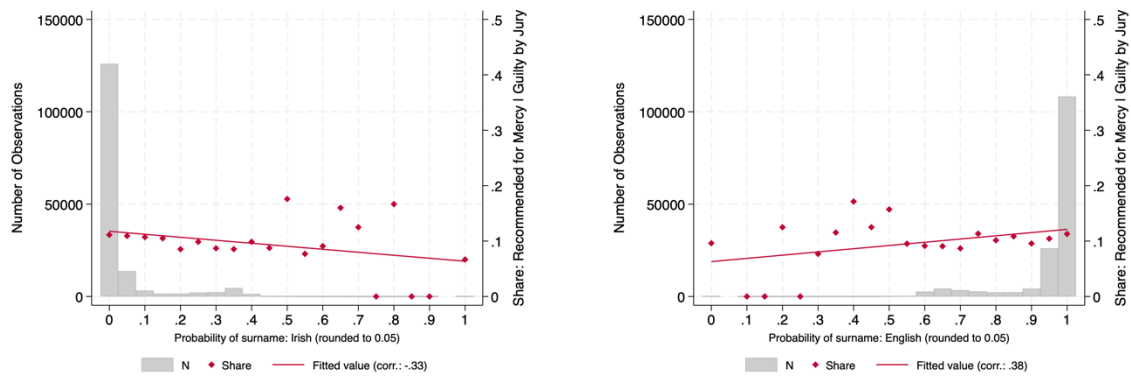 150000
100000
50000
0
Number of Observations
.5
.4
.3
.2
.1
0
Share: Recommended for Mercy | Guilty by Jury
0 .1 .2 .3 .4 .5 .6 .7 .8 .9 1
Probability of surname: Irish (rounded to 0.05)
N Share Fitted value (corr.: -.33)
150000
100000
50000
0
Number of Observations
.5
.4
.3
.2
.1
0
Share: Recommended for Mercy | Guilty by Jury
0 .1 .2 .3 .4 .5 .6 .7 .8 .9 1
Probability of surname: English (rounded to 0.05)
N Share Fitted value (corr.: .38)